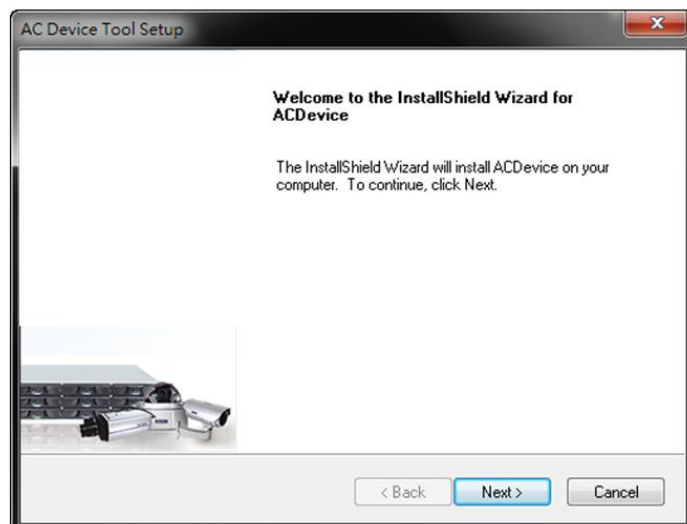 AC Device Tool Setup
Welcome to the InstallShield Wizard for
ACDevice
The InstallShield Wizard will install ACDevice on your
computer. To continue, click Next.
< Back
Next >
Cancel